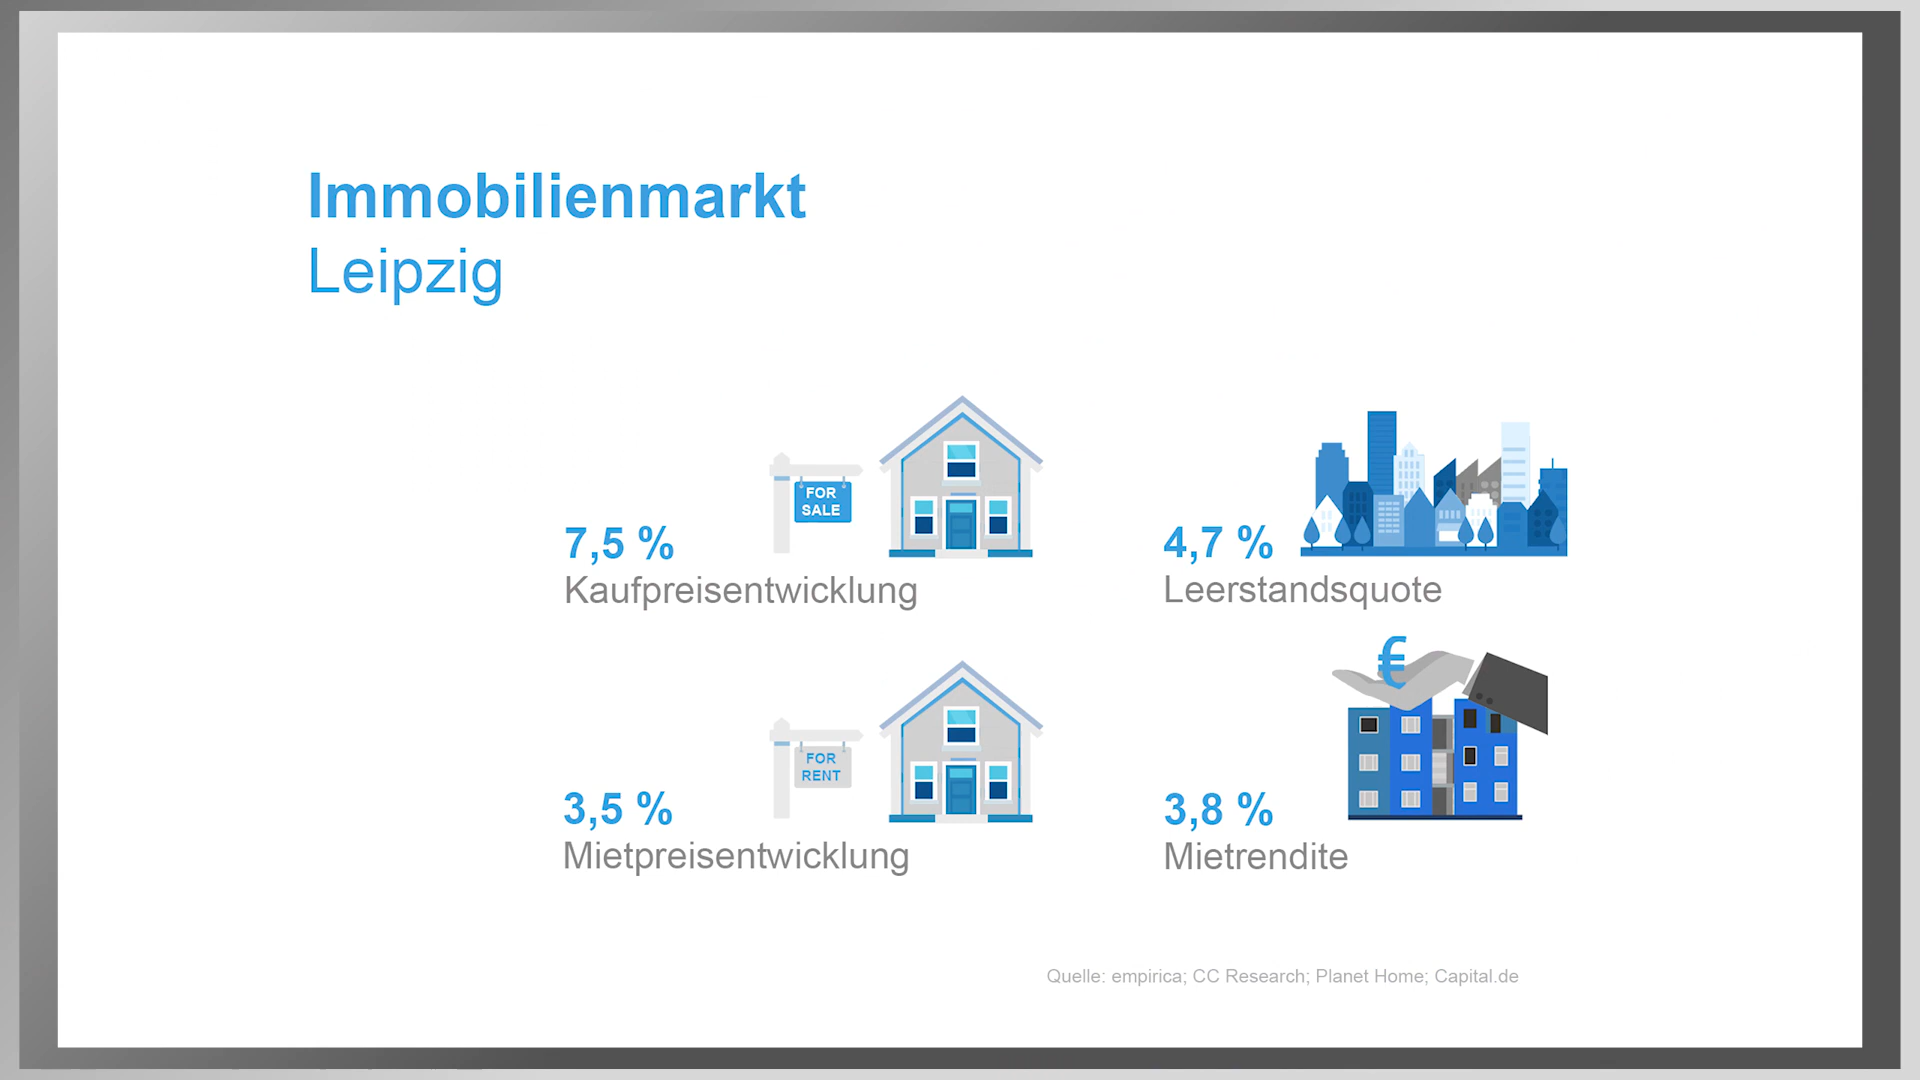 Immobilienmarkt
Leipzig
FOR
SALE
7,5 %
Kaufpreisentwicklung
4,7 %
Leerstandsquote
FOR
RENT
3,5 %
Mietpreisentwicklung
€
3,8 %
Mietrendite
Quelle: empirica; CC Research; Planet Home; Capital.de